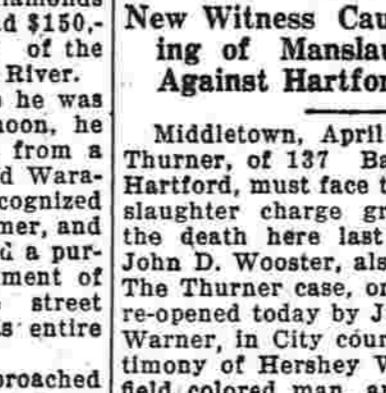 d $150,-
of the
River.
he was
noon, he
from a
d Wara-
cognized
mer, and
d a pur-
ment of
street
s entire
proached
New Witness Cau
ing of Manslau
Against Hartfor
Middletown, April
Thurner, of 137 Ba
Hartford, must face t
slaughter charge gr
the death here last
John D. Wooster, als
The Thurner case, or
re-opened today by J
Warner, in City cour
timony of Hershey V
field colored man, an